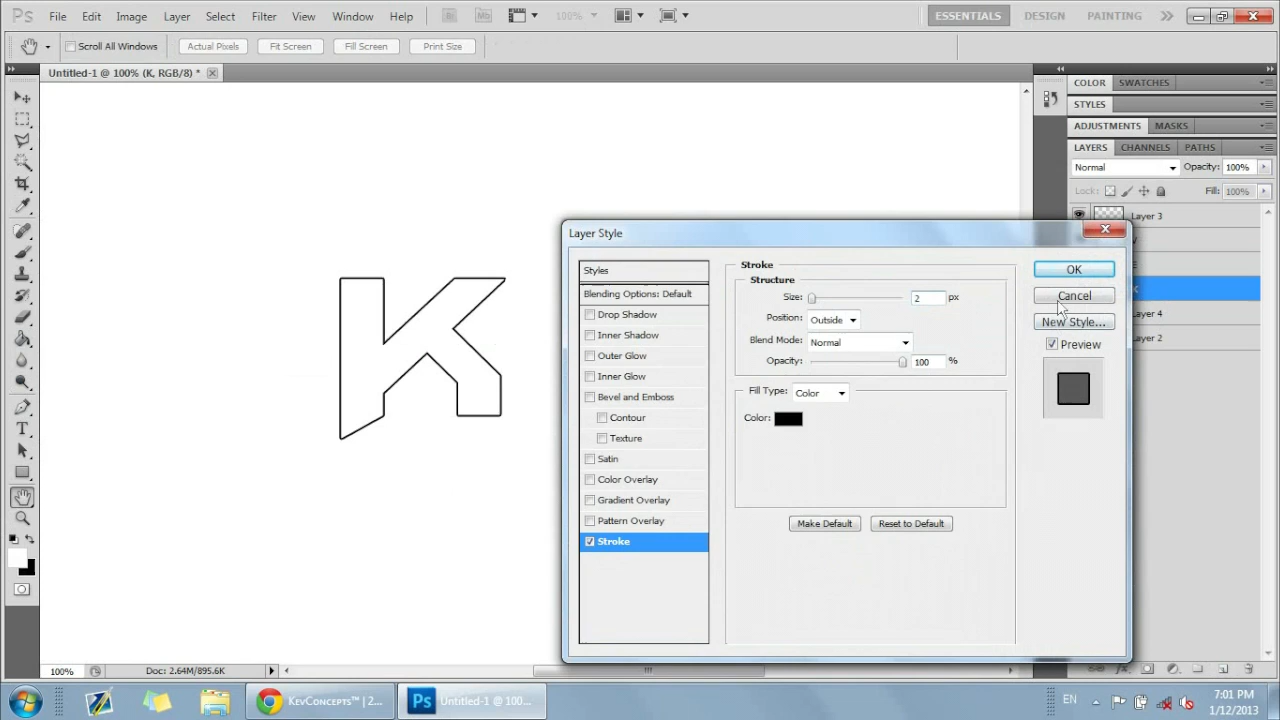 Ps File Edit Image Layer Select Filter View Window Help Br Mb 100% ESSENTIALS DESIGN PAINTING
Scroll All Windows Actual Pixels Fit Screen Fill Screen Print Size
Untitled-1 @ 100% (K, RGB/8) *
COLOR SWATCHES
STYLES
ADJUSTMENTS MASKS
LAYERS CHANNELS PATHS
Normal Opacity: 100%
Lock: Fill: 100%
Layer 3
K
Layer 4
Layer 2
K
Layer Style
Styles
Blending Options: Default
Drop Shadow
Inner Shadow
Outer Glow
Inner Glow
Bevel and Emboss
Contour
Texture
Satin
Color Overlay
Gradient Overlay
Pattern Overlay
Stroke
Stroke
Structure
Size: 2 px
Position: Outside
Blend Mode: Normal
Opacity: 100 %
Fill Type: Color
Color:
Make Default Reset to Default
OK
Cancel
New Style...
Preview
100% Doc: 2.64M/895.6K
KevConcepts™ | 2... Ps Untitled-1 @ 100... EN 7:01 PM
1/12/2013